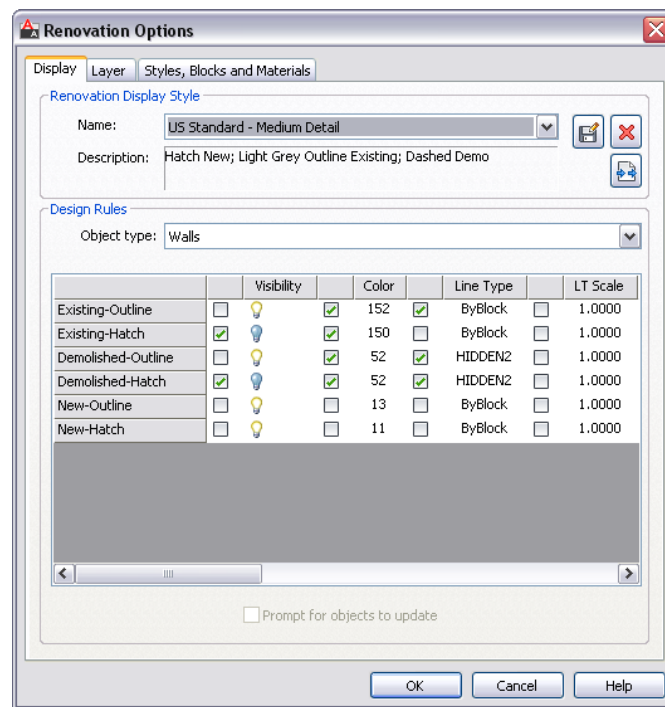 Renovation Options
Display Layer Styles, Blocks and Materials
Renovation Display Style
Name: US Standard - Medium Detail
Description: Hatch New; Light Grey Outline Existing; Dashed Demo
Design Rules
Object type: Walls
Visibility Color Line Type LT Scale
Existing-Outline 152 ByBlock 1.0000
Existing-Hatch 150 ByBlock 1.0000
Demolished-Outline 52 HIDDEN2 1.0000
Demolished-Hatch 52 HIDDEN2 1.0000
New-Outline 13 ByBlock 1.0000
New-Hatch 11 ByBlock 1.0000
Prompt for objects to update
OK Cancel Help